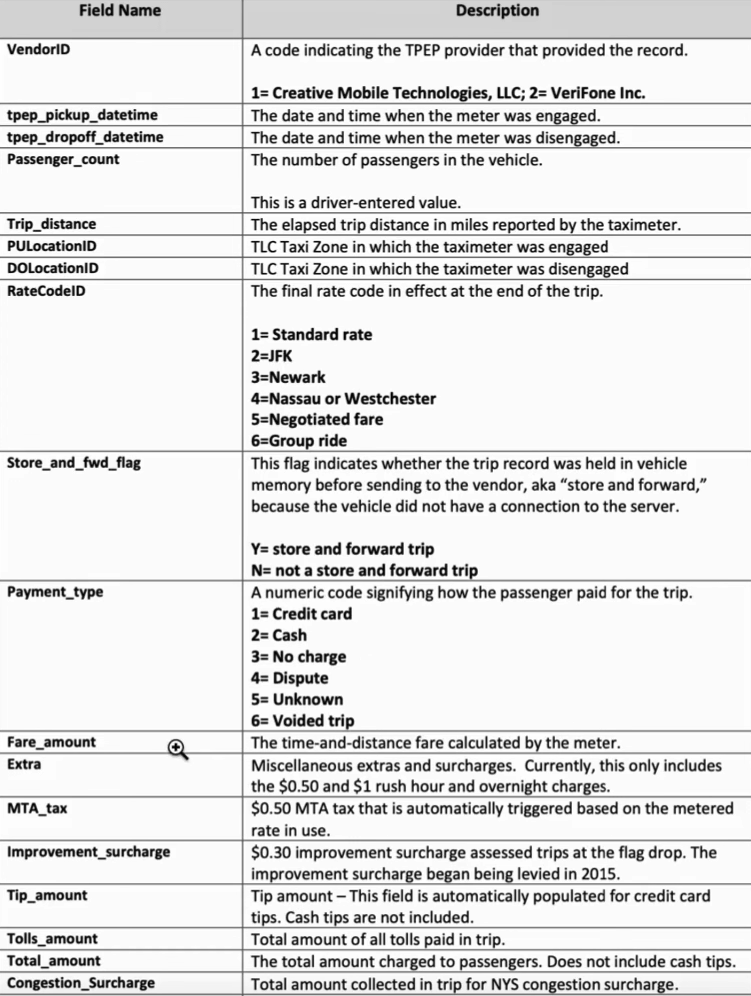 Field Name Description
VendorID A code indicating the TPEP provider that provided the record.
1= Creative Mobile Technologies, LLC; 2= VeriFone Inc.
tpep_pickup_datetime The date and time when the meter was engaged.
tpep_dropoff_datetime The date and time when the meter was disengaged.
Passenger_count The number of passengers in the vehicle.
This is a driver-entered value.
Trip_distance The elapsed trip distance in miles reported by the taximeter.
PULocationID TLC Taxi Zone in which the taximeter was engaged
DOLocationID TLC Taxi Zone in which the taximeter was disengaged
RateCodeID The final rate code in effect at the end of the trip.
1= Standard rate
2=JFK
3=Newark
4=Nassau or Westchester
5=Negotiated fare
6=Group ride
Store_and_fwd_flag This flag indicates whether the trip record was held in vehicle
memory before sending to the vendor, aka “store and forward,”
because the vehicle did not have a connection to the server.
Y= store and forward trip
N= not a store and forward trip
Payment_type A numeric code signifying how the passenger paid for the trip.
1= Credit card
2= Cash
3= No charge
4= Dispute
5= Unknown
6= Voided trip
Fare_amount The time-and-distance fare calculated by the meter.
Extra Miscellaneous extras and surcharges. Currently, this only includes
the $0.50 and $1 rush hour and overnight charges.
MTA_tax $0.50 MTA tax that is automatically triggered based on the metered
rate in use.
Improvement_surcharge $0.30 improvement surcharge assessed trips at the flag drop. The
improvement surcharge began being levied in 2015.
Tip_amount Tip amount – This field is automatically populated for credit card
tips. Cash tips are not included.
Tolls_amount Total amount of all tolls paid in trip.
Total_amount The total amount charged to passengers. Does not include cash tips.
Congestion_Surcharge Total amount collected in trip for NYS congestion surcharge.